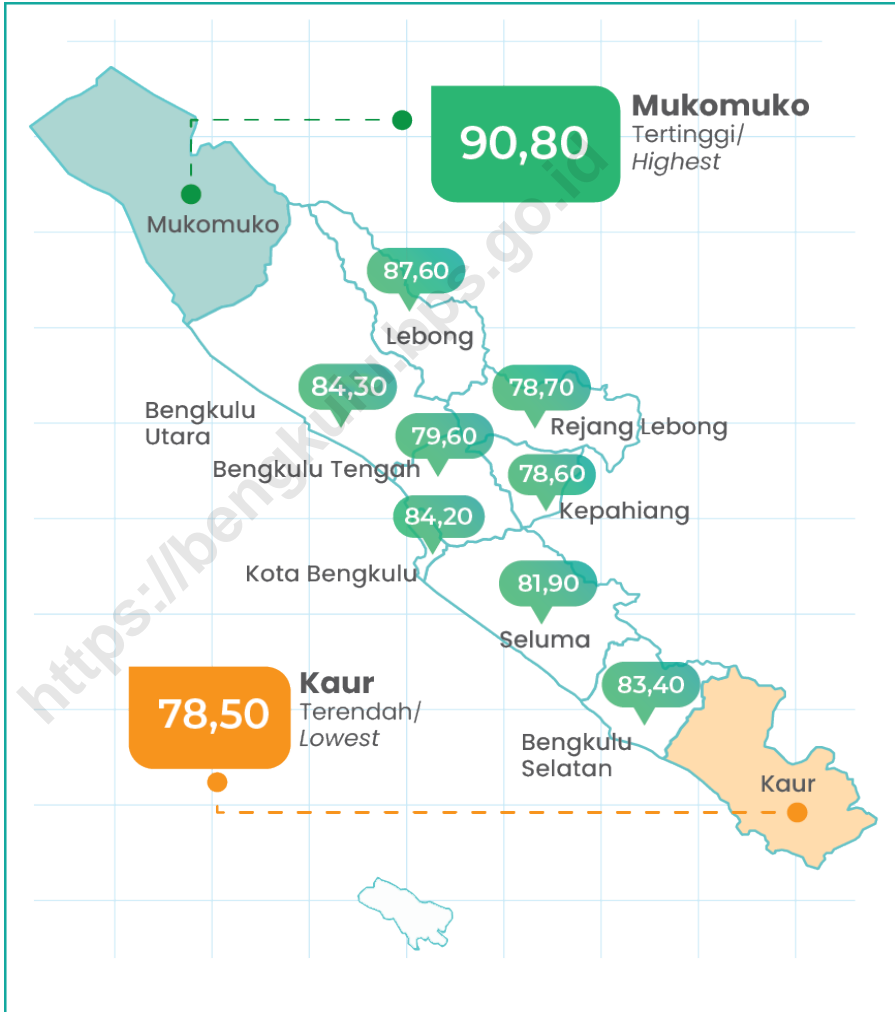 Mukomuko
Tertinggi/
Highest
90,80
Mukomuko
87,60
Lebong
84,30
Bengkulu
Utara
78,70
Rejang Lebong
79,60
Bengkulu Tengah
78,60
Kepahiang
84,20
Kota Bengkulu
81,90
Seluma
83,40
Bengkulu
Selatan
78,50
Kaur
Terendah/
Lowest
Kaur
https://bengkulu.bps.go.id